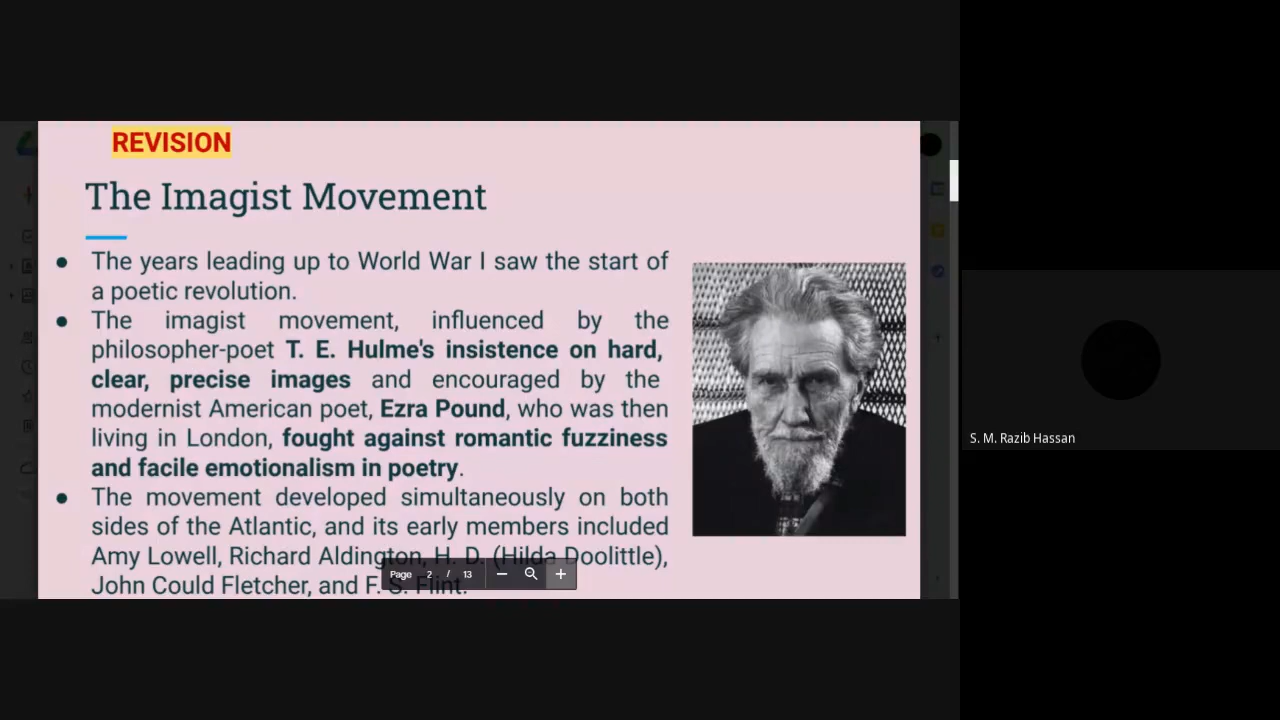 REVISION
The Imagist Movement
● The years leading up to World War I saw the start of
a poetic revolution.
● The imagist movement, influenced by the
philosopher-poet T. E. Hulme's insistence on hard,
clear, precise images and encouraged by the
modernist American poet, Ezra Pound, who was then
living in London, fought against romantic fuzziness
and facile emotionalism in poetry.
● The movement developed simultaneously on both
sides of the Atlantic, and its early members included
Amy Lowell, Richard Aldington, H. D. (Hilda Doolittle),
John Could Fletcher, and F. S. Flint.
Page 2 / 13
S. M. Razib Hassan